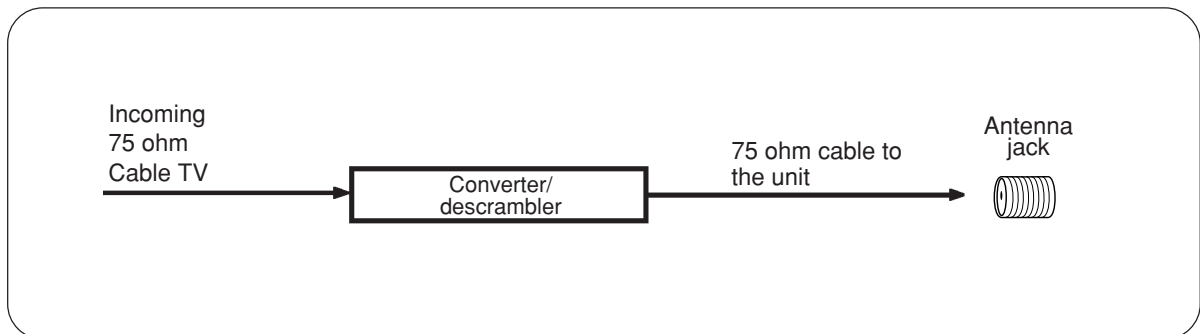 Incoming
75 ohm
Cable TV
Converter/
descrambler
75 ohm cable to
the unit
Antenna
jack